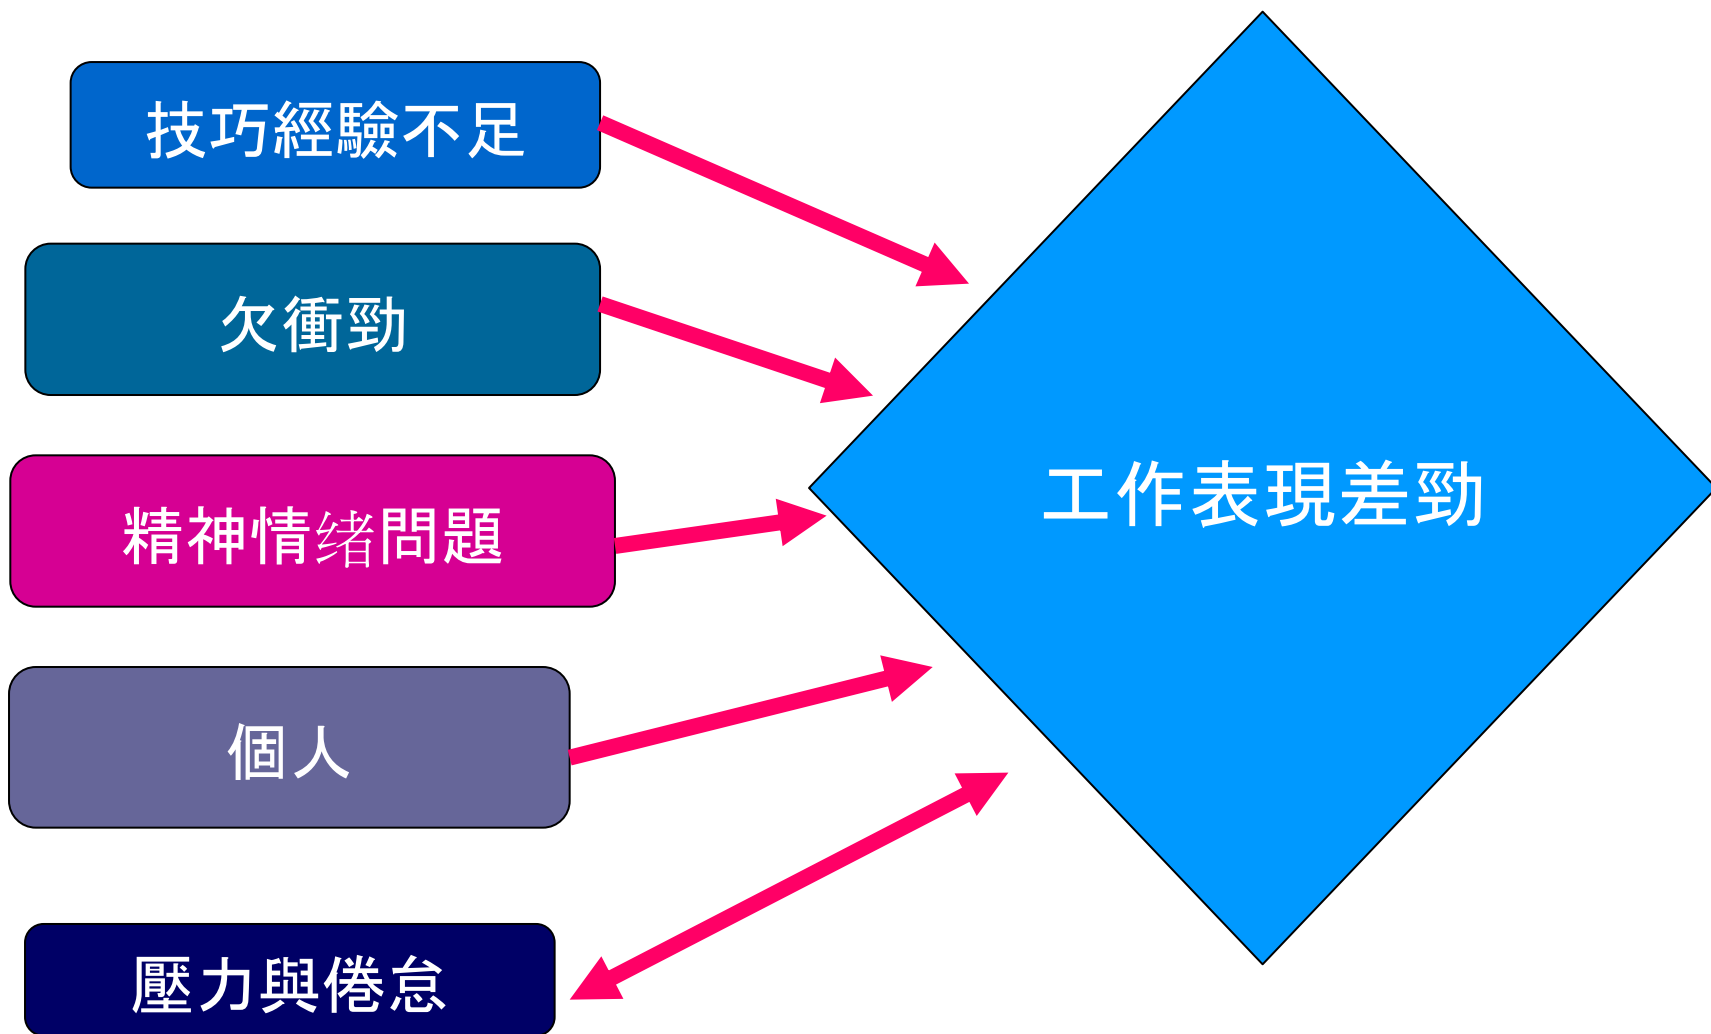 技巧經驗不足
欠衝勁
精神情绪問題
工作表現差勁
個人
壓力與倦怠